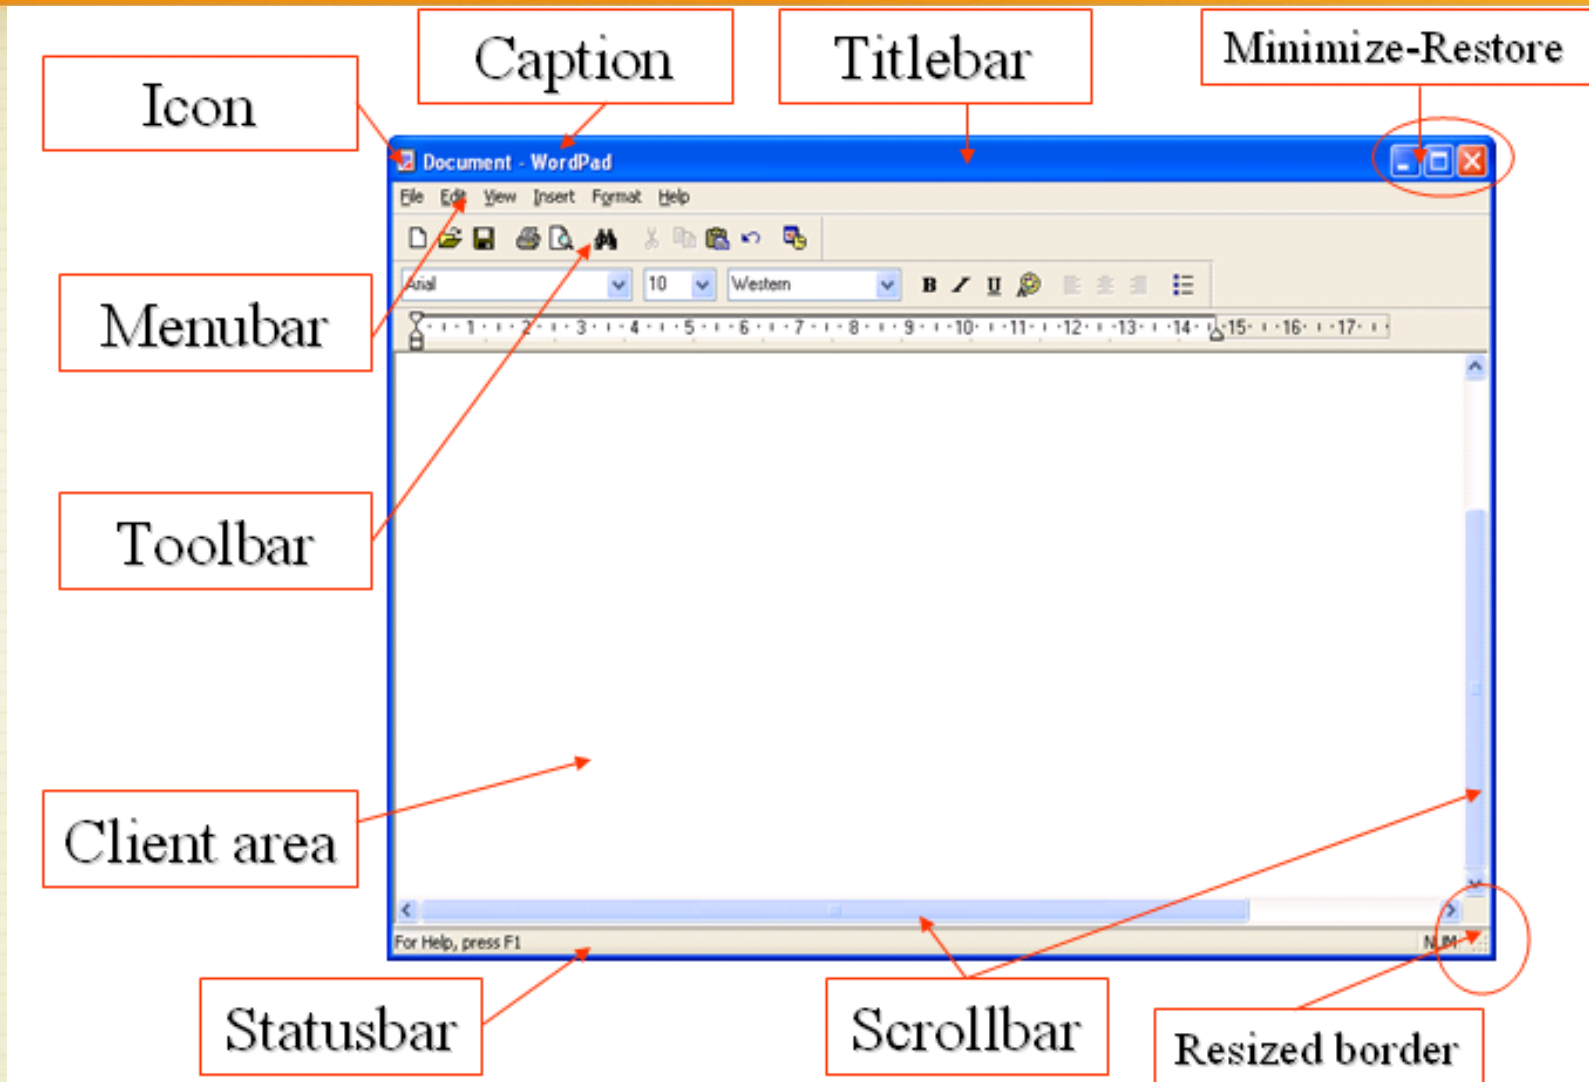 Caption
Titlebar
Minimize-Restore
Icon
Document - WordPad
File Edit View Insert Format Help
Menubar
Arial 10 Western B I U
1 2 3 4 5 6 7 8 9 10 11 12 13 14 15 16 17
Toolbar
Client area
For Help, press F1 NUM
Statusbar
Scrollbar
Resized border